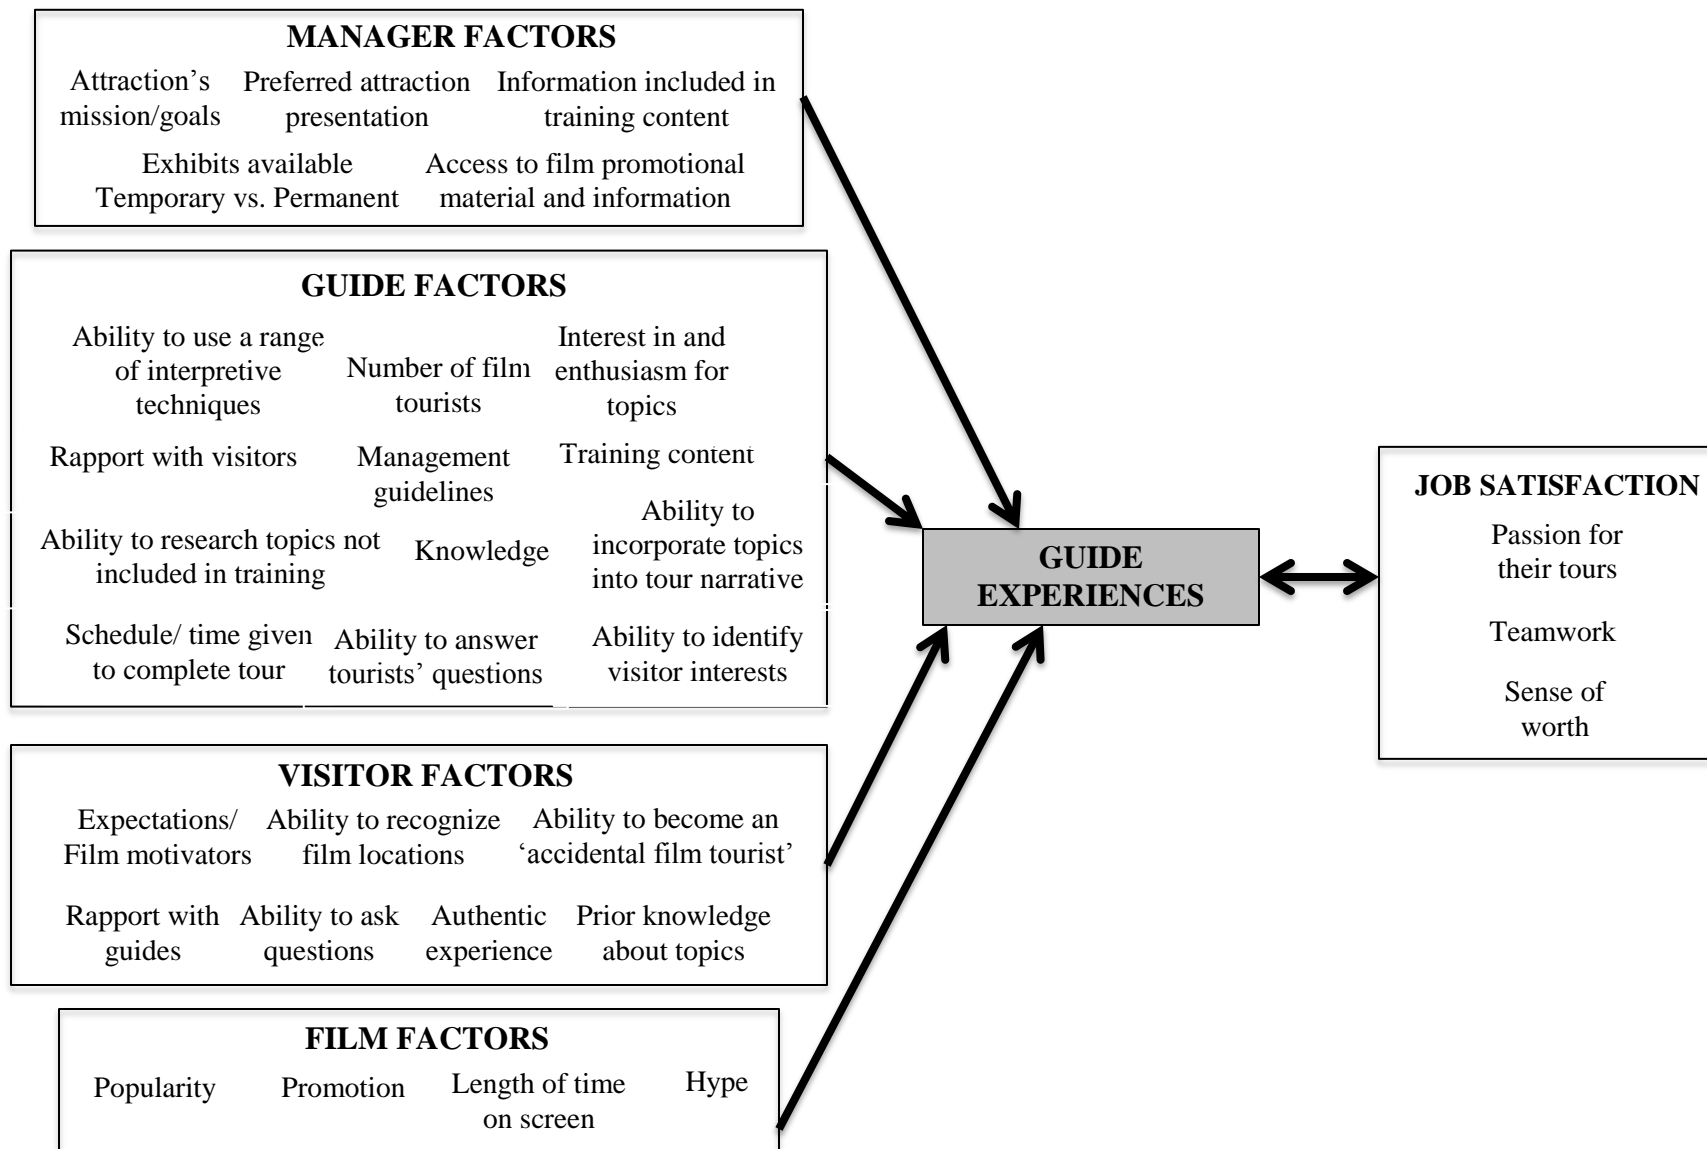 MANAGER FACTORS
Attraction’s
mission/goals
Preferred attraction
presentation
Information included in
training content
Exhibits available
Temporary vs. Permanent
Access to film promotional
material and information
GUIDE FACTORS
Ability to use a range
of interpretive
techniques
Number of film
tourists
Interest in and
enthusiasm for
topics
Rapport with visitors
Management
guidelines
Training content
Ability to research topics not
included in training
Knowledge
Ability to
incorporate topics
into tour narrative
Schedule/ time given
to complete tour
Ability to answer
tourists’ questions
Ability to identify
visitor interests
VISITOR FACTORS
Expectations/
Film motivators
Ability to recognize
film locations
Ability to become an
‘accidental film tourist’
Rapport with
guides
Ability to ask
questions
Authentic
experience
Prior knowledge
about topics
FILM FACTORS
Popularity
Promotion
Length of time
on screen
Hype
GUIDE
EXPERIENCES
JOB SATISFACTION
Passion for
their tours
Teamwork
Sense of
worth